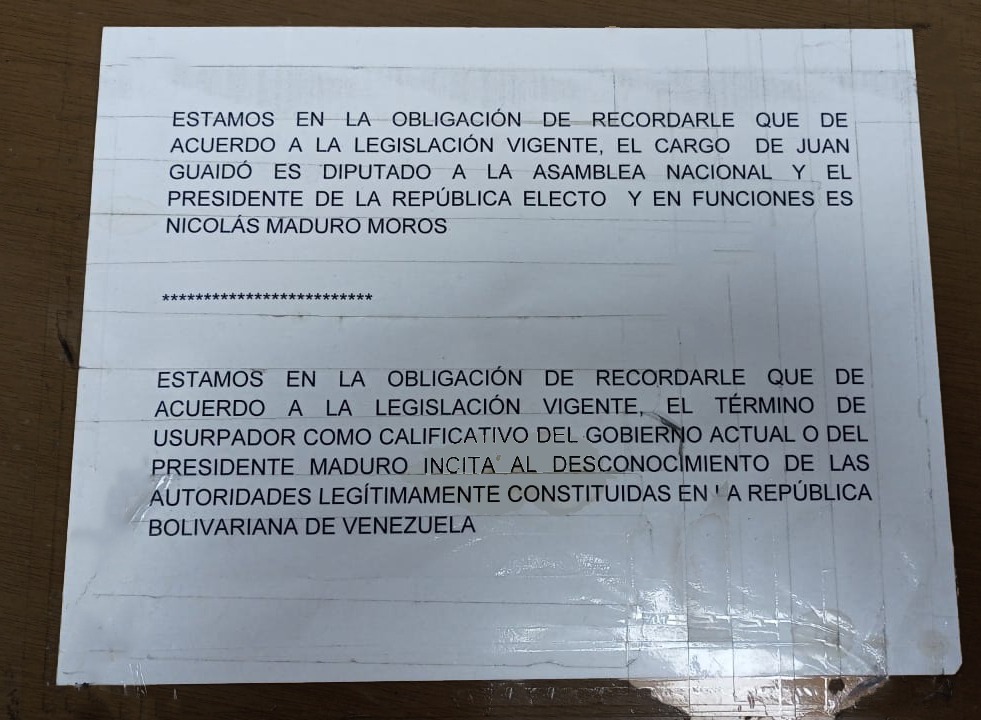 ESTAMOS EN LA OBLIGACIÓN DE RECORDARLE QUE DE
ACUERDO A LA LEGISLACIÓN VIGENTE, EL CARGO DE JUAN
GUAIDÓ ES DIPUTADO A LA ASAMBLEA NACIONAL Y EL
PRESIDENTE DE LA REPÚBLICA ELECTO Y EN FUNCIONES ES
NICOLÁS MADURO MOROS
**************************
ESTAMOS EN LA OBLIGACIÓN DE RECORDARLE QUE DE
ACUERDO A LA LEGISLACIÓN VIGENTE, EL TÉRMINO DE
USURPADOR COMO CALIFICATIVO DEL GOBIERNO ACTUAL O DEL
PRESIDENTE MADURO INCITA AL DESCONOCIMIENTO DE LAS
AUTORIDADES LEGÍTIMAMENTE CONSTITUIDAS EN LA REPÚBLICA
BOLIVARIANA DE VENEZUELA